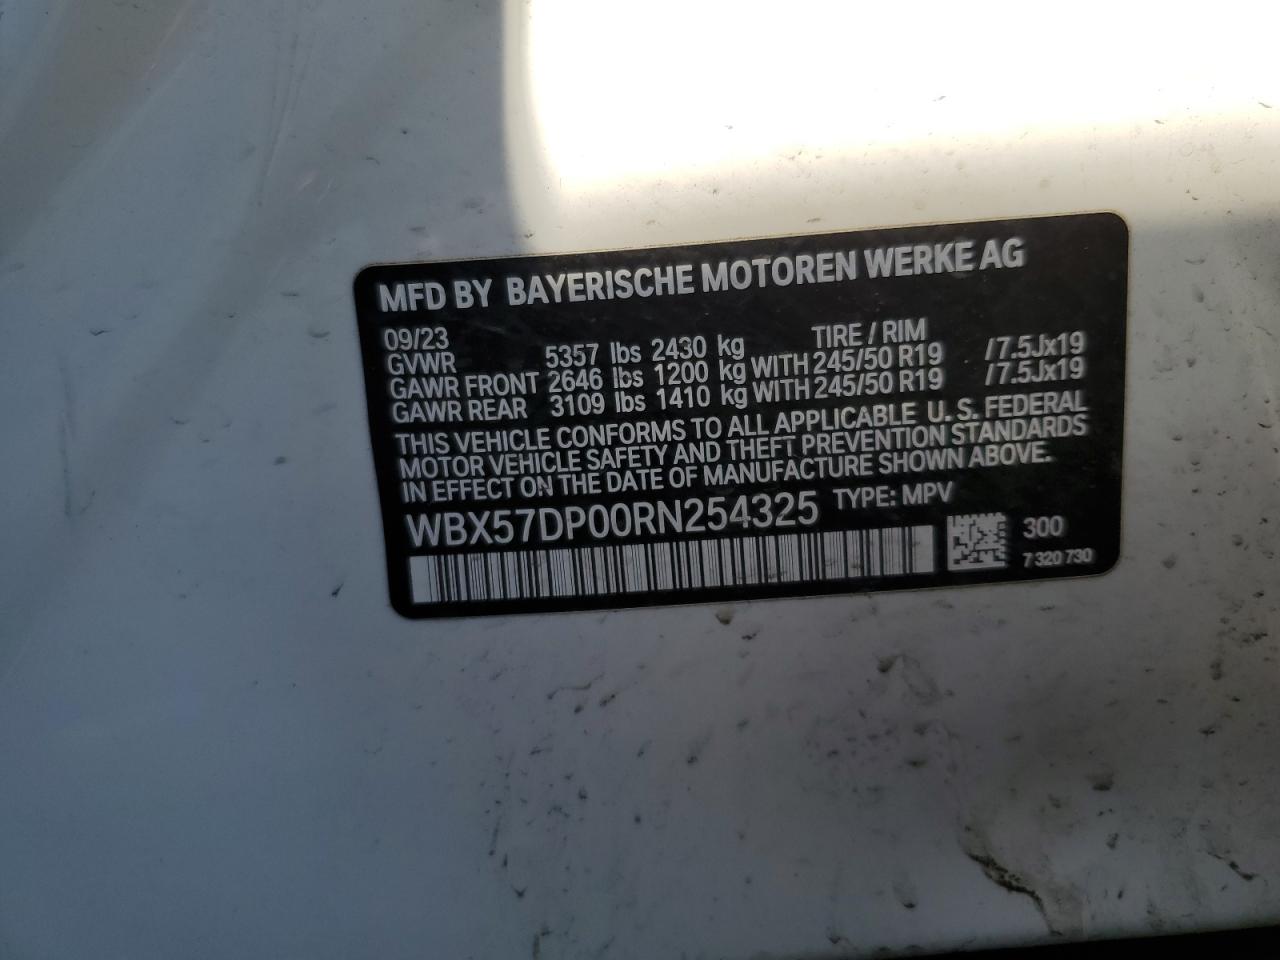 MFD BY BAYERISCHE MOTOREN WERKE AG
09/23 TIRE / RIM
GVWR 5357 lbs 2430 kg
GAWR FRONT 2646 lbs 1200 kg WITH 245/50 R19 /7.5Jx19
GAWR REAR 3109 lbs 1410 kg WITH 245/50 R19 /7.5Jx19
THIS VEHICLE CONFORMS TO ALL APPLICABLE U. S. FEDERAL
MOTOR VEHICLE SAFETY AND THEFT PREVENTION STANDARDS
IN EFFECT ON THE DATE OF MANUFACTURE SHOWN ABOVE.
WBX57DP00RN254325 TYPE: MPV
300
7 320 730